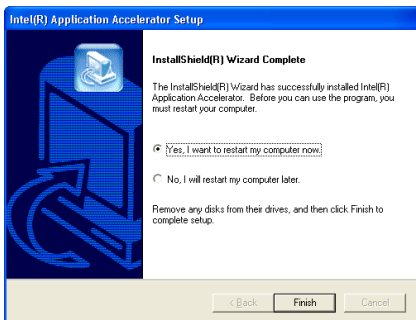 Intel(R) Application Accelerator Setup
InstallShield(R) Wizard Complete
The InstallShield(R) Wizard has successfully installed Intel(R)
Application Accelerator. Before you can use the program, you
must restart your computer.
Yes, I want to restart my computer now.
No, I will restart my computer later.
Remove any disks from their drives, and then click Finish to
complete setup.
< Back Finish Cancel